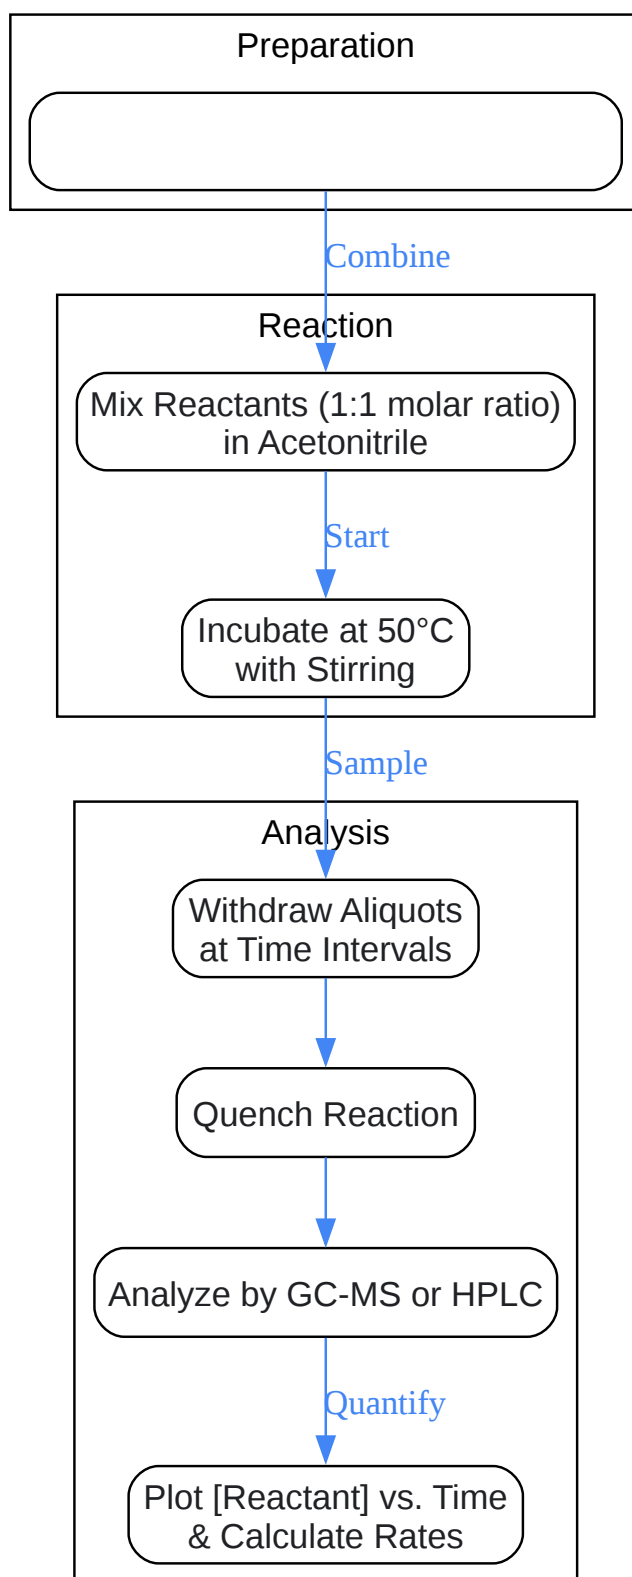 Preparation
Combine
Reaction
Mix Reactants (1:1 molar ratio)
in Acetonitrile
Start
Incubate at 50°C
with Stirring
Sample
Analysis
Withdraw Aliquots
at Time Intervals
Quench Reaction
Analyze by GC-MS or HPLC
Quantify
Plot [Reactant] vs. Time
& Calculate Rates